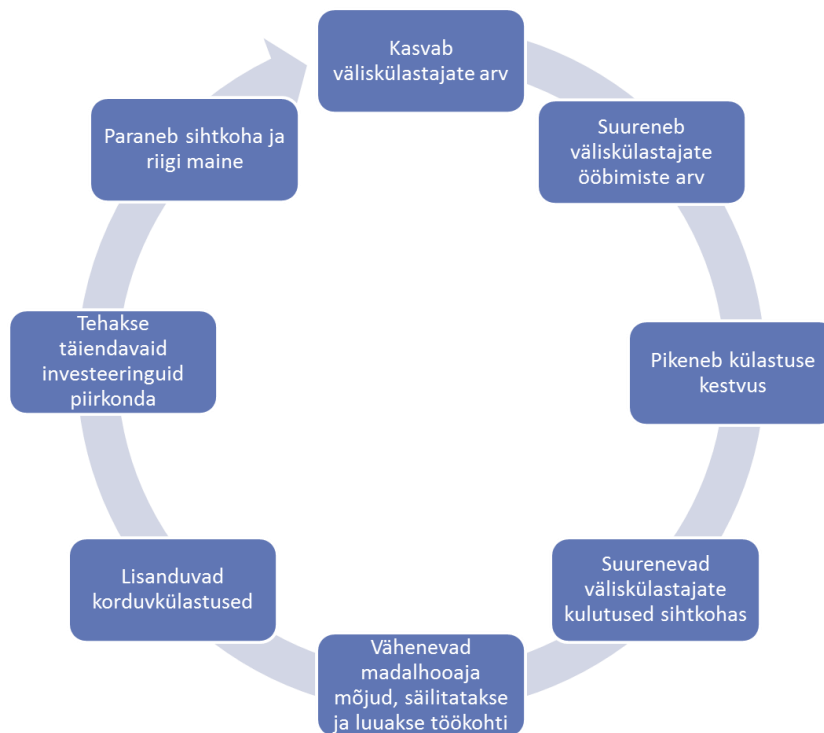 Kasvab
väliskülastajate arv
Suureneb
väliskülastajate
ööbimiste arv
Pikeneb külastuse
kestvus
Suurenevad
väliskülastajate
kulutused sihtkohas
Vähenevad
madalhooaja
mõjud, säilitatakse
ja luuakse töökohti
Lisanduvad
korduvkülastused
Tehakse
täiendavaid
investeeringuid
piirkonda
Paraneb sihtkoha ja
riigi maine